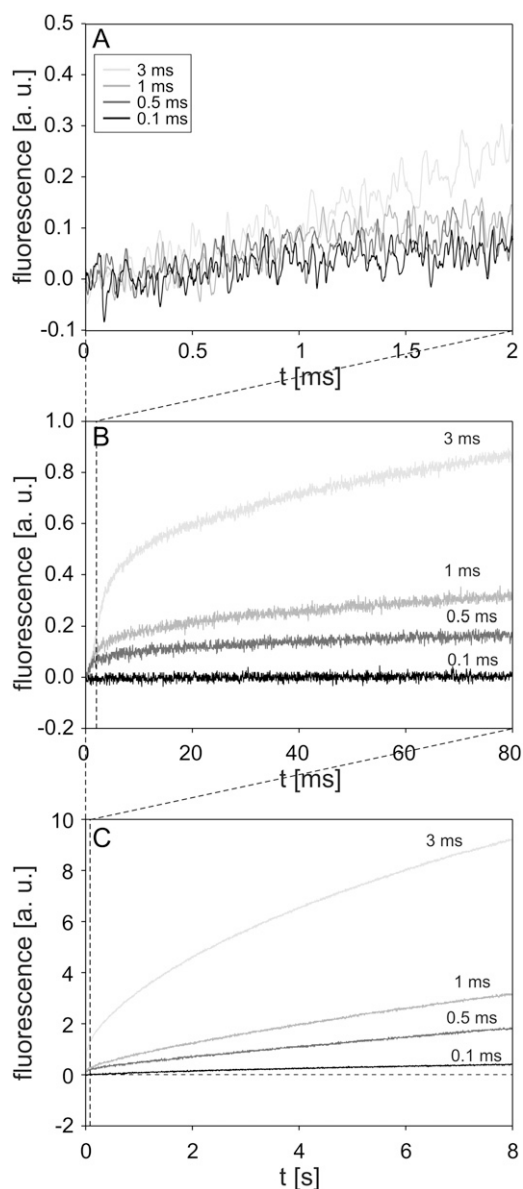 A
fluorescence [a. u.]
0.5
0.4
0.3
0.2
0.1
0.0
-0.1
3 ms
1 ms
0.5 ms
0.1 ms
0 0.5 1 1.5 2
t [ms]
B
fluorescence [a. u.]
1.0
0.8
0.6
0.4
0.2
0.0
-0.2
3 ms
1 ms
0.5 ms
0.1 ms
0 20 40 60 80
t [ms]
C
fluorescence [a. u.]
10
8
6
4
2
0
-2
3 ms
1 ms
0.5 ms
0.1 ms
0 2 4 6 8
t [s]